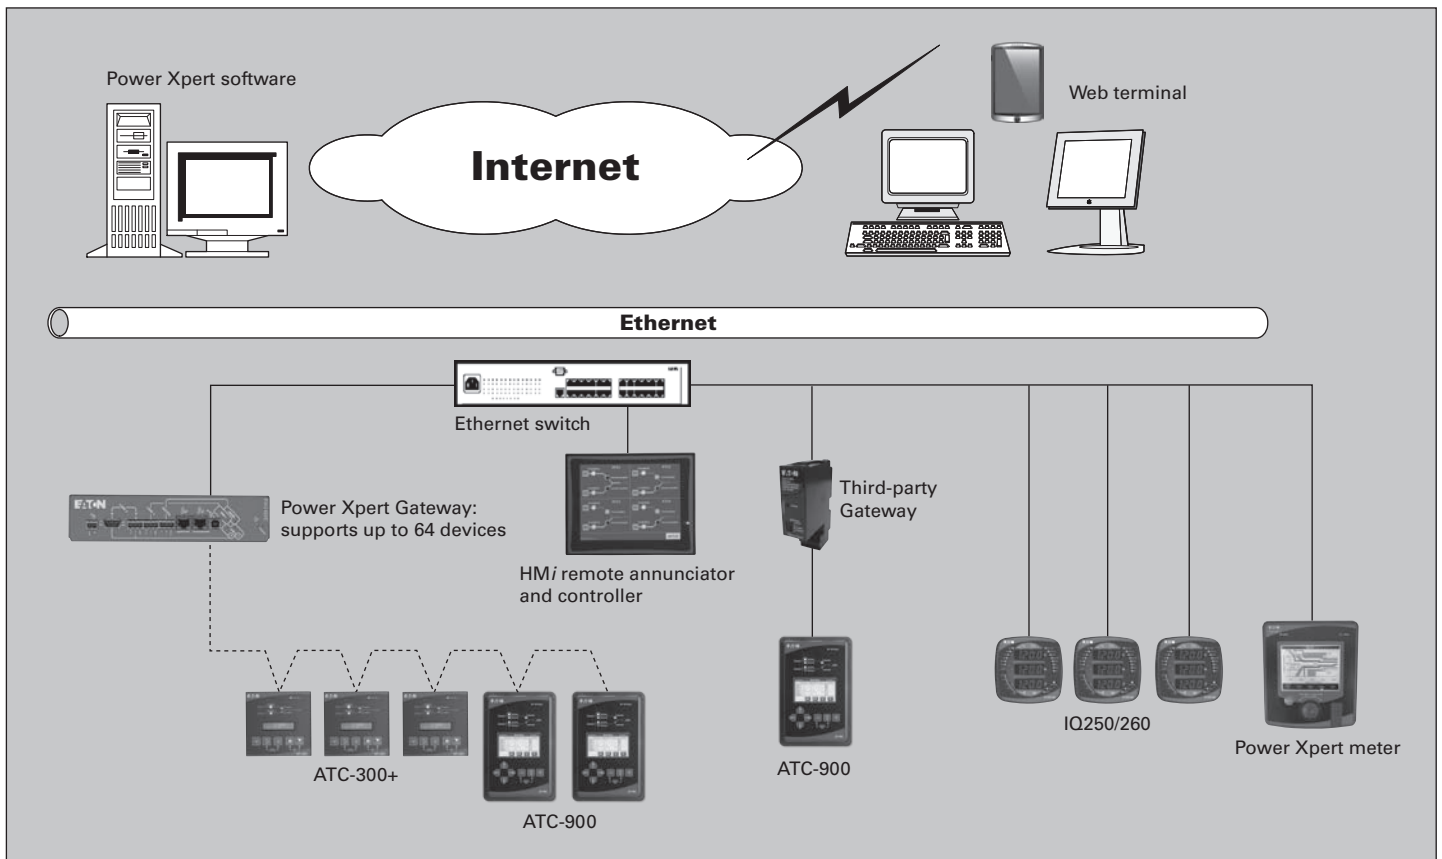 Power Xpert software
Internet
Web terminal
Ethernet
Ethernet switch
EATON
Power Xpert Gateway:
supports up to 64 devices
HMi remote annunciator
and controller
Third-party
Gateway
ATC-300+
ATC-900
ATC-900
IQ250/260
Power Xpert meter